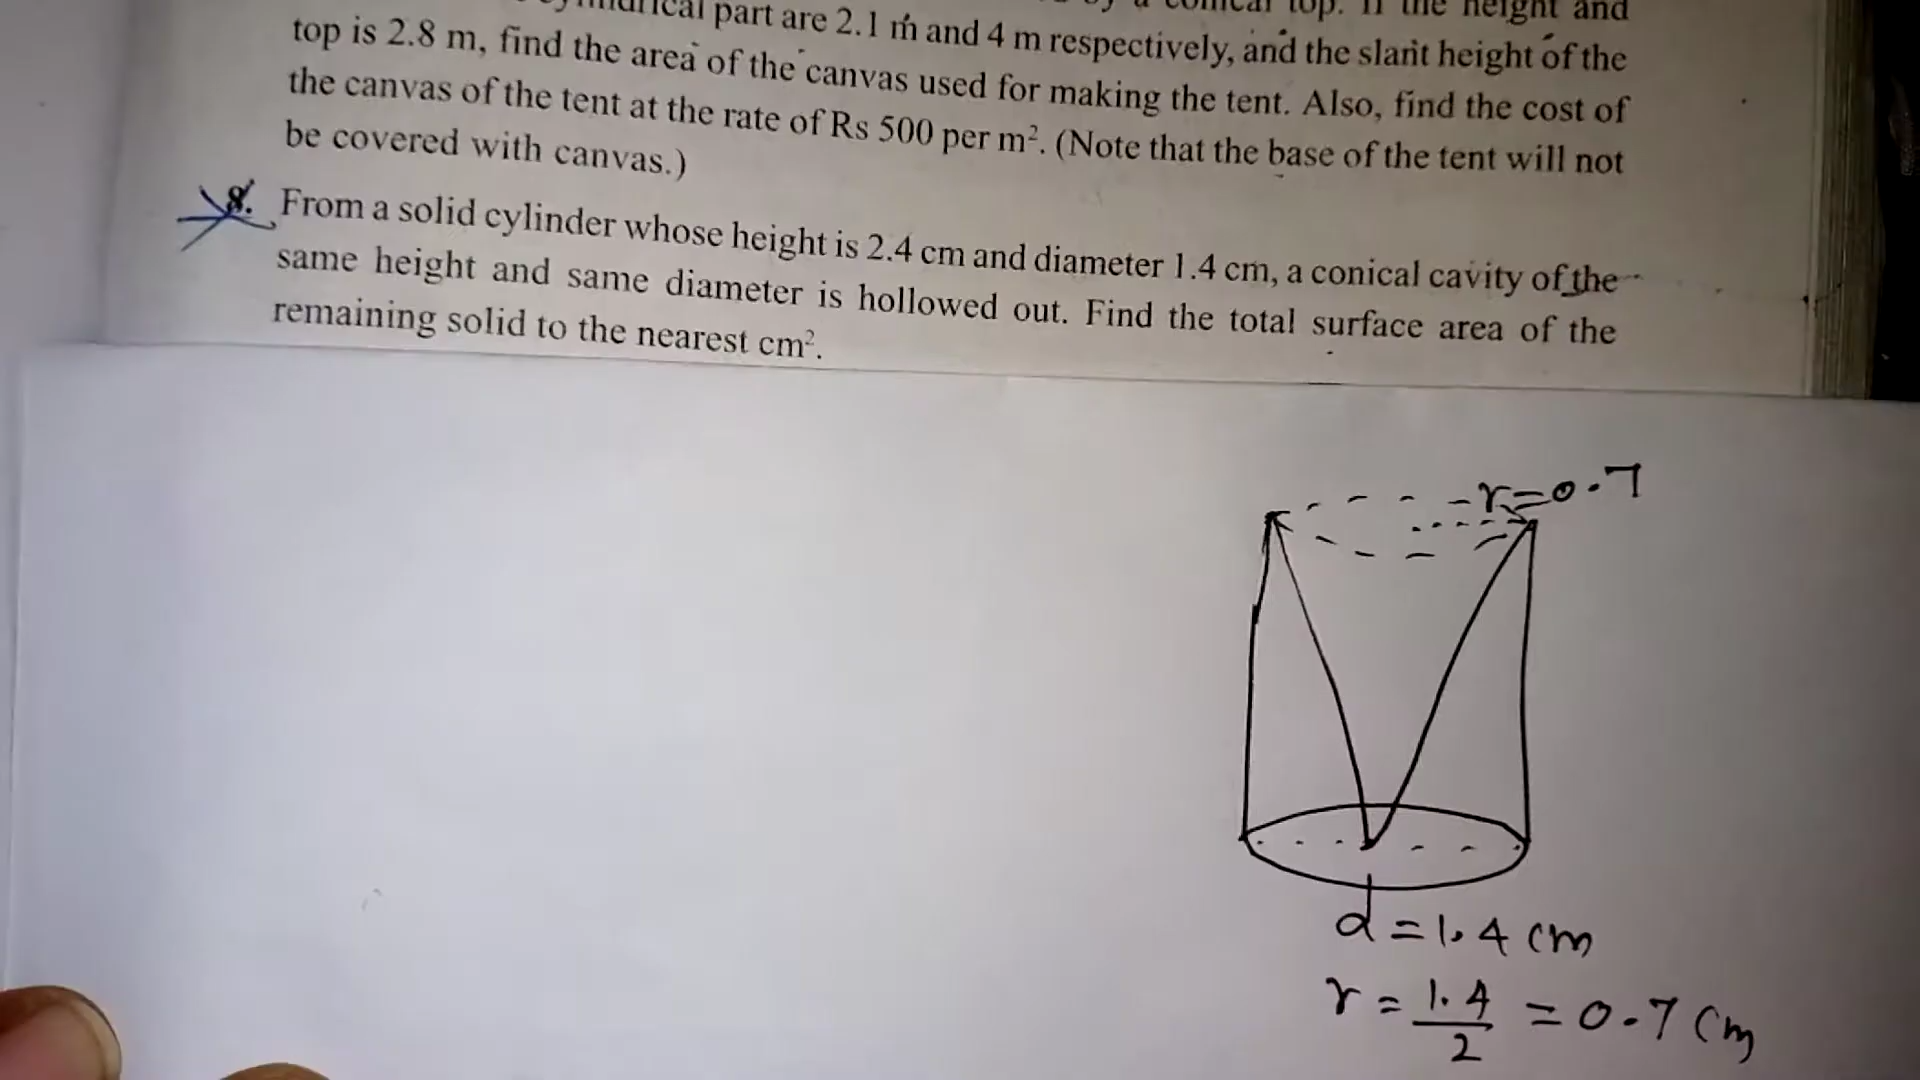 part are 2.1 m and 4 m respectively, and the slant height of the
top is 2.8 m, find the area of the canvas used for making the tent. Also, find the cost of
the canvas of the tent at the rate of Rs 500 per m². (Note that the base of the tent will not
be covered with canvas.)
8. From a solid cylinder whose height is 2.4 cm and diameter 1.4 cm, a conical cavity of the
same height and same diameter is hollowed out. Find the total surface area of the
remaining solid to the nearest cm².
r=0.7
d=1.4 cm
r = 1.4/2 = 0.7 cm